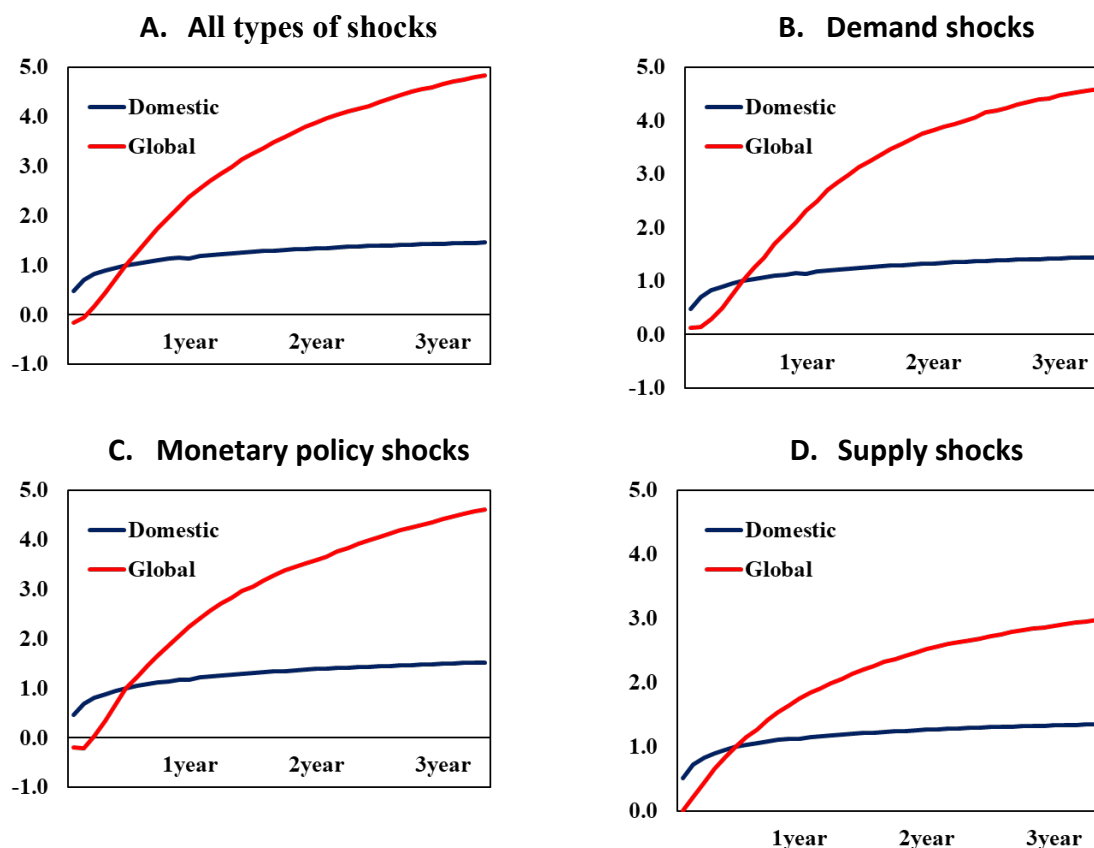 A. All types of shocks
5.0
4.0
3.0
2.0
1.0
0.0
-1.0
Domestic
Global
1year 2year 3year
B. Demand shocks
5.0
4.0
3.0
2.0
1.0
0.0
-1.0
Domestic
Global
1year 2year 3year
C. Monetary policy shocks
5.0
4.0
3.0
2.0
1.0
0.0
-1.0
Domestic
Global
1year 2year 3year
D. Supply shocks
5.0
4.0
3.0
2.0
1.0
0.0
Domestic
Global
1year 2year 3year